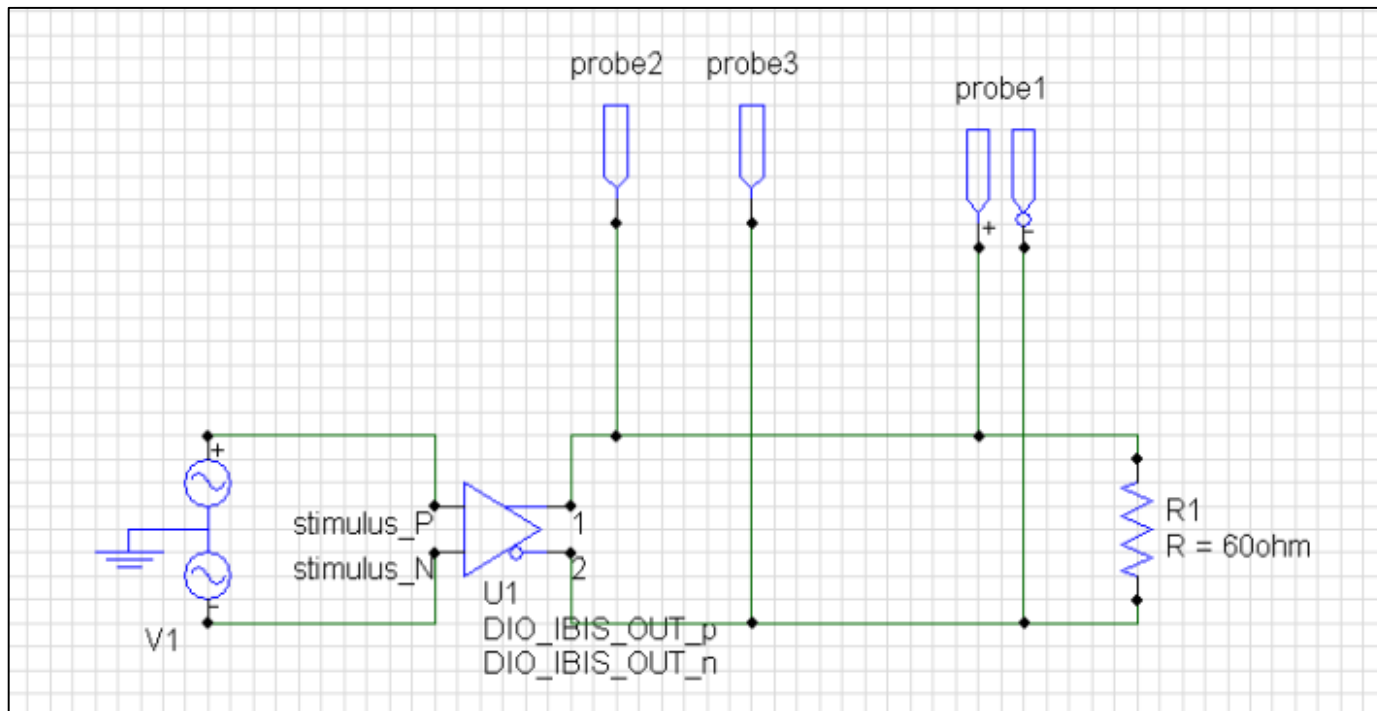 probe2
probe3
probe1
+
-
+
stimulus_P
1
stimulus_N
2
-
V1
U1
DIO_IBIS_OUT_p
DIO_IBIS_OUT_n
R1
R = 60ohm